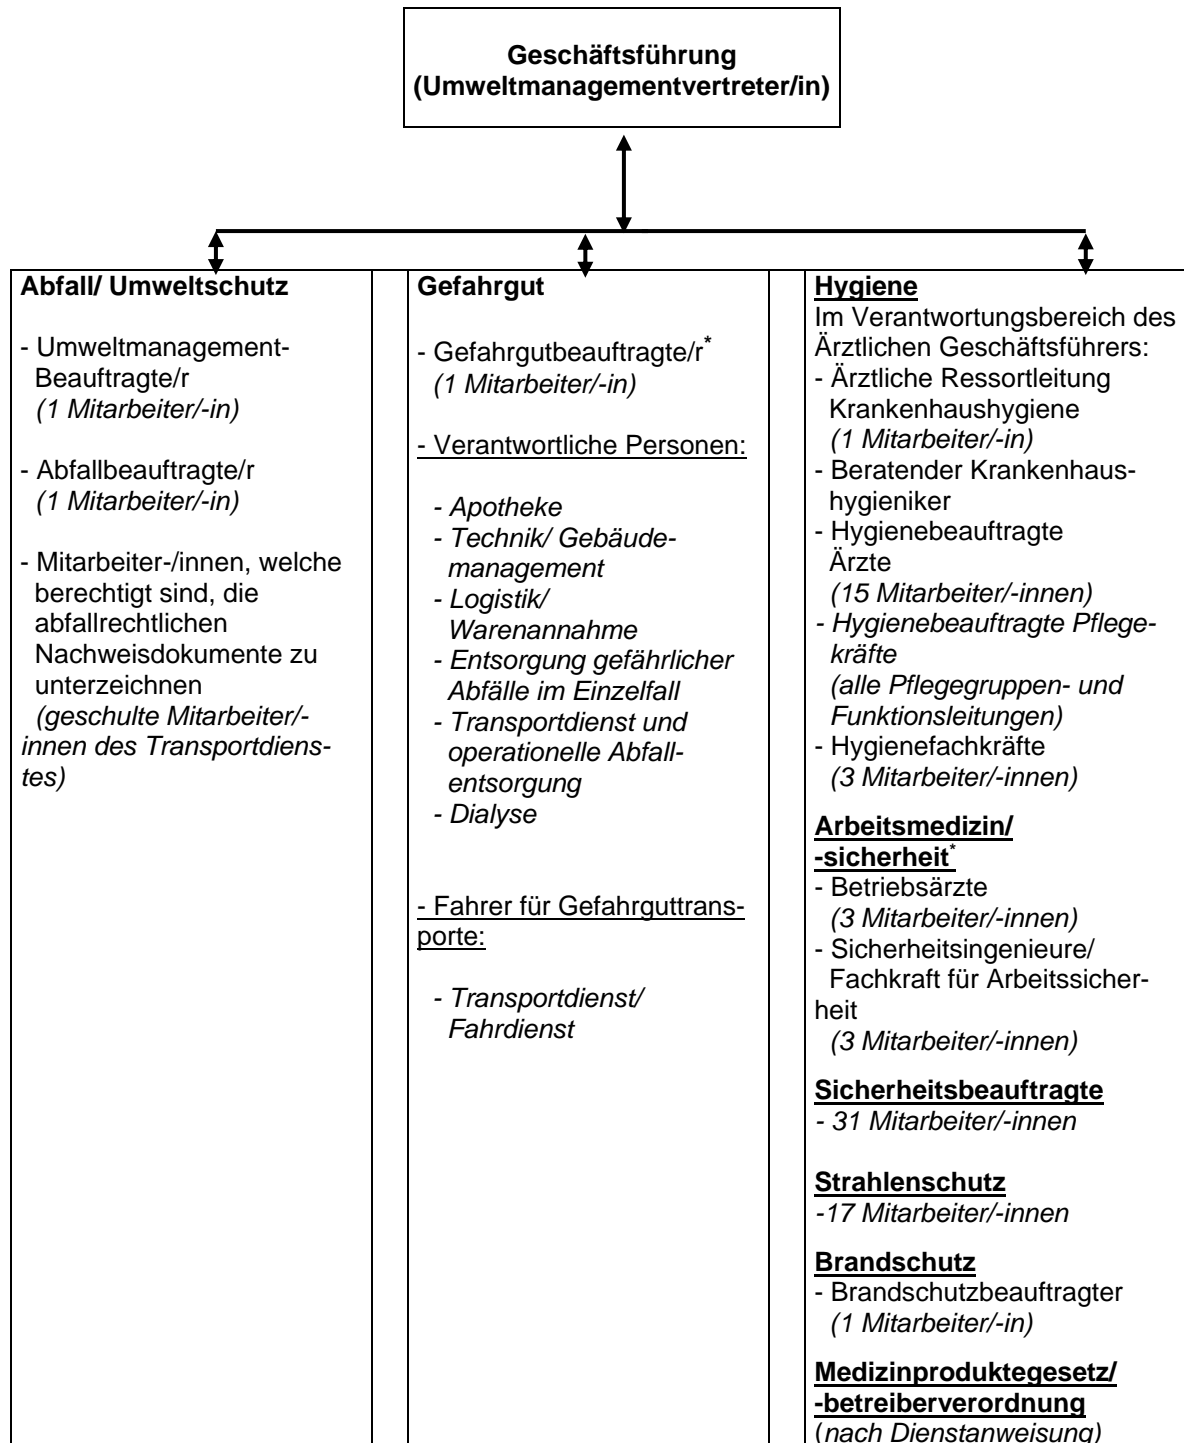 Geschäftsführung
(Umweltmanagementvertreter/in)
Abfall/ Umweltschutz
- Umweltmanagement-
Beauftragte/r
(1 Mitarbeiter/-in)
- Abfallbeauftragte/r
(1 Mitarbeiter/-in)
- Mitarbeiter-/innen, welche
berechtigt sind, die
abfallrechtlichen
Nachweisdokumente zu
unterzeichnen
(geschulte Mitarbeiter/-
innen des Transportdiens-
tes)
Gefahrgut
- Gefahrgutbeauftragte/r*
(1 Mitarbeiter/-in)
- Verantwortliche Personen:
- Apotheke
- Technik/ Gebäude-
management
- Logistik/
Warenannahme
- Entsorgung gefährlicher
Abfälle im Einzelfall
- Transportdienst und
operationelle Abfall-
entsorgung
- Dialyse
- Fahrer für Gefahrguttrans-
porte:
- Transportdienst/
Fahrdienst
Hygiene
Im Verantwortungsbereich des
Ärztlichen Geschäftsführers:
- Ärztliche Ressortleitung
Krankenhaushygiene
(1 Mitarbeiter/-in)
- Beratender Krankenhaus-
hygieniker
- Hygienebeauftragte
Ärzte
(15 Mitarbeiter/-innen)
- Hygienebeauftragte Pflege-
kräfte
(alle Pflegegruppen- und
Funktionsleitungen)
- Hygienefachkräfte
(3 Mitarbeiter/-innen)
Arbeitsmedizin/
-sicherheit*
- Betriebsärzte
(3 Mitarbeiter/-innen)
- Sicherheitsingenieure/
Fachkraft für Arbeitssicher-
heit
(3 Mitarbeiter/-innen)
Sicherheitsbeauftragte
- 31 Mitarbeiter/-innen
Strahlenschutz
-17 Mitarbeiter/-innen
Brandschutz
- Brandschutzbeauftragter
(1 Mitarbeiter/-in)
Medizinproduktegesetz/
-betreiberverordnung
(nach Dienstanweisung)